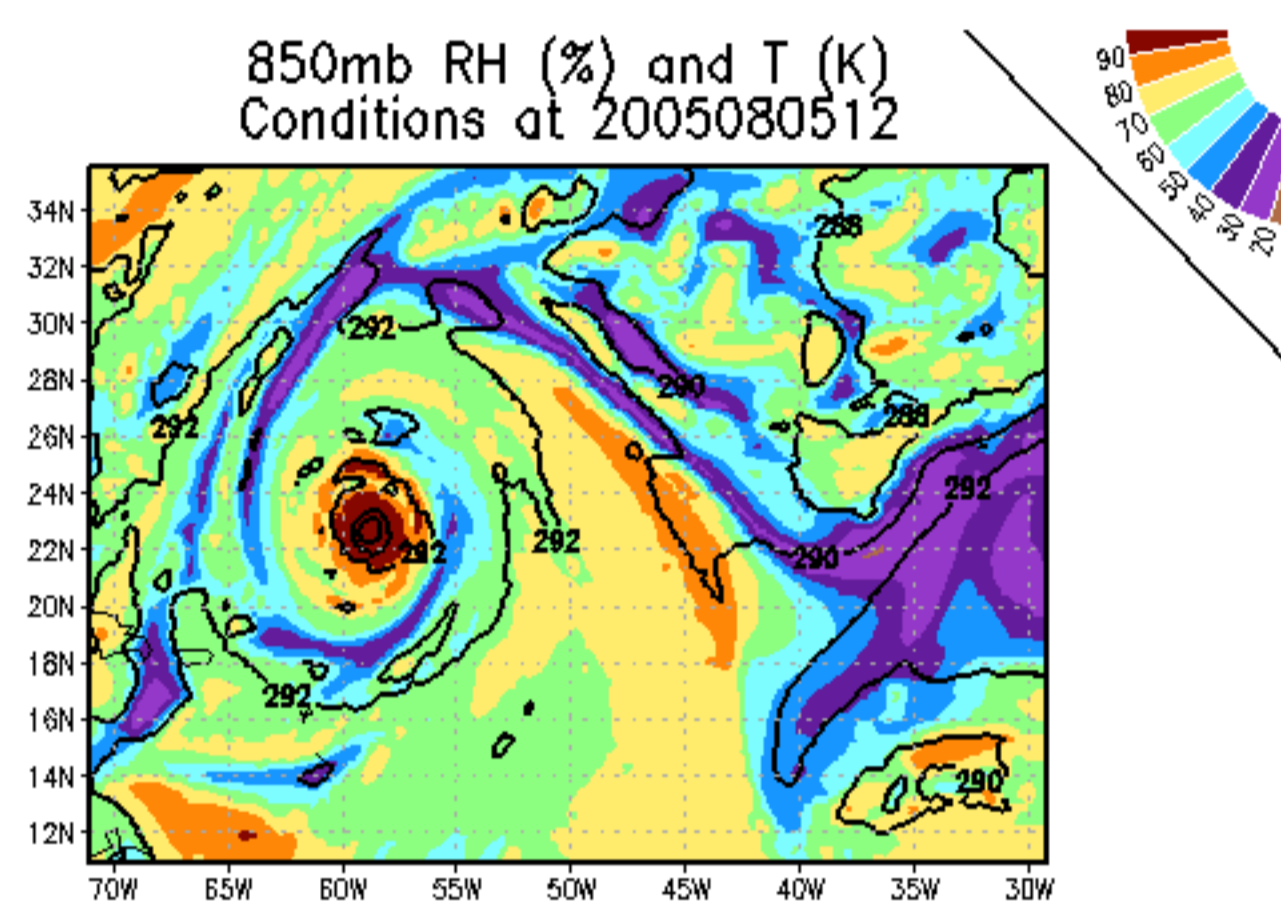 850mb RH (%) and T (K)
Conditions at 2005080512
90
80
70
60
50
40
30
20
34N
32N
30N
28N
26N
24N
22N
20N
18N
16N
14N
12N
288
292
290
292
288
292
292
292
290
292
290
70W 65W 60W 55W 50W 45W 40W 35W 30W